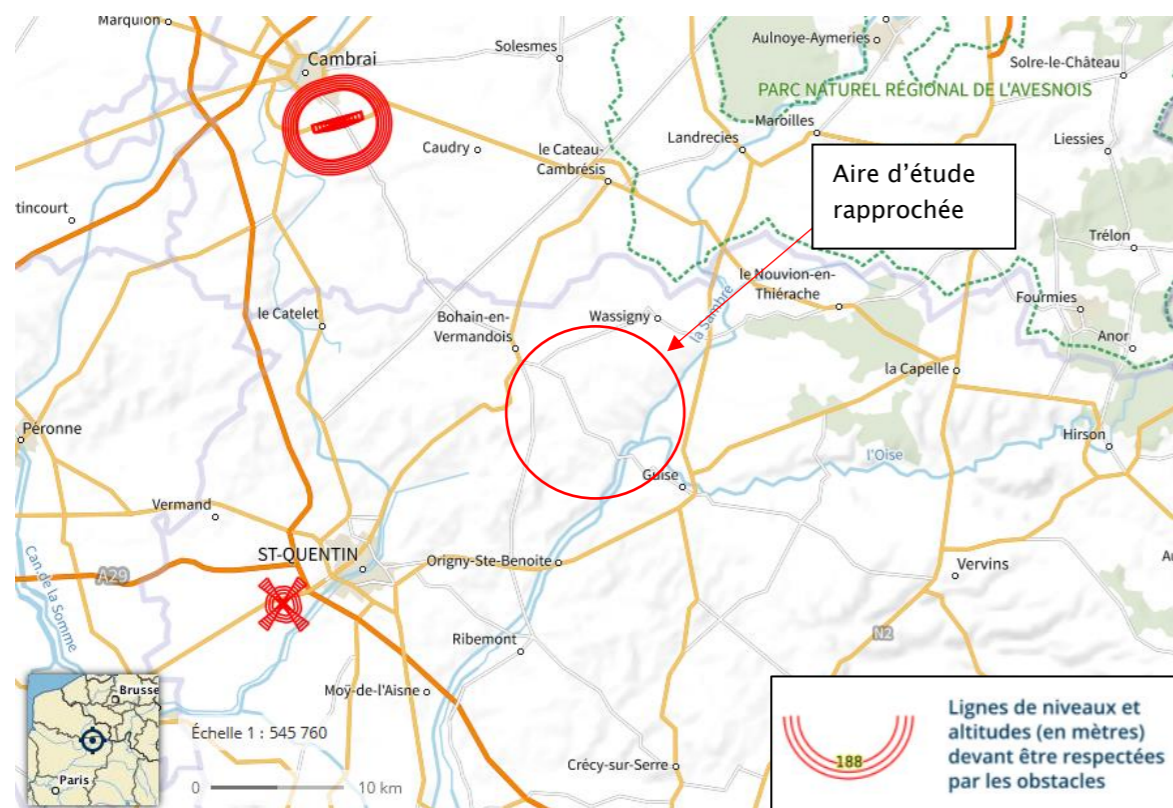 Marquion
Cambrai
Solesmes
Aulnoye-Aymeries
Solre-le-Château
PARC NATUREL RÉGIONAL DE L'AVESNOIS
Maroilles
Landrecies
Liessies
Caudry
le Cateau-
Cambrésis
Aire d'étude
rapprochée
tincourt
Trélon
le Nouvion-en-
Thiérache
la Sambre
Fourmies
le Catelet
Bohain-en-
Vermandois
Wassigny
Anor
la Capelle
Péronne
Hirson
l'Oise
Guise
Vermand
ST-QUENTIN
Origny-Ste-Benoite
A29
Can.de la Somme
Vervins
N2
Ribemont
Moÿ-de-l'Aisne
Brusse
Paris
Échelle 1 : 545 760
0
10 km
Crécy-sur-Serre
188
Lignes de niveaux et
altitudes (en mètres)
devant être respectées
par les obstacles